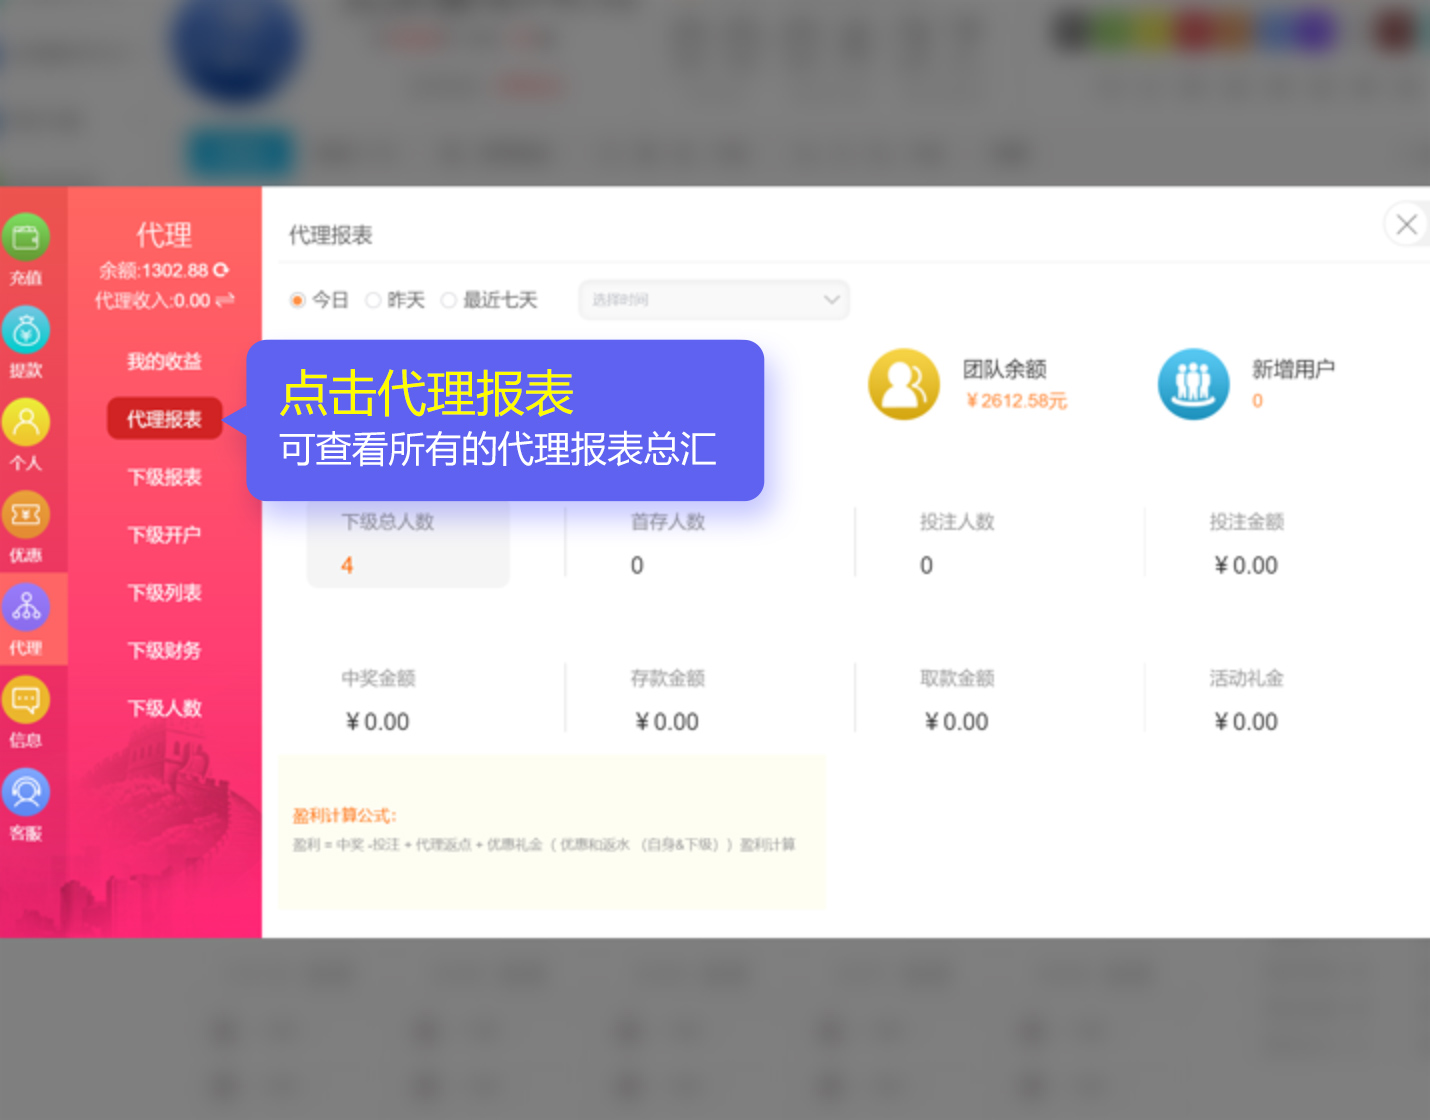 充值
提款
个人
优惠
代理
信息
客服
代理
余额:1302.88
代理收入:0.00
我的收益
代理报表
下级报表
下级开户
下级列表
下级财务
下级人数
代理报表
今日 昨天 最近七天 选择时间
点击代理报表
可查看所有的代理报表总汇
团队余额
¥2612.58元
新增用户
0
下级总人数 首存人数 投注人数 投注金额
4 0 0 ¥0.00
中奖金额 存款金额 取款金额 活动礼金
¥0.00 ¥0.00 ¥0.00 ¥0.00
盈利计算公式:
盈利 = 中奖 -投注 + 代理返点 + 优惠礼金（ 优惠和返水 （自身&下级））盈利计算